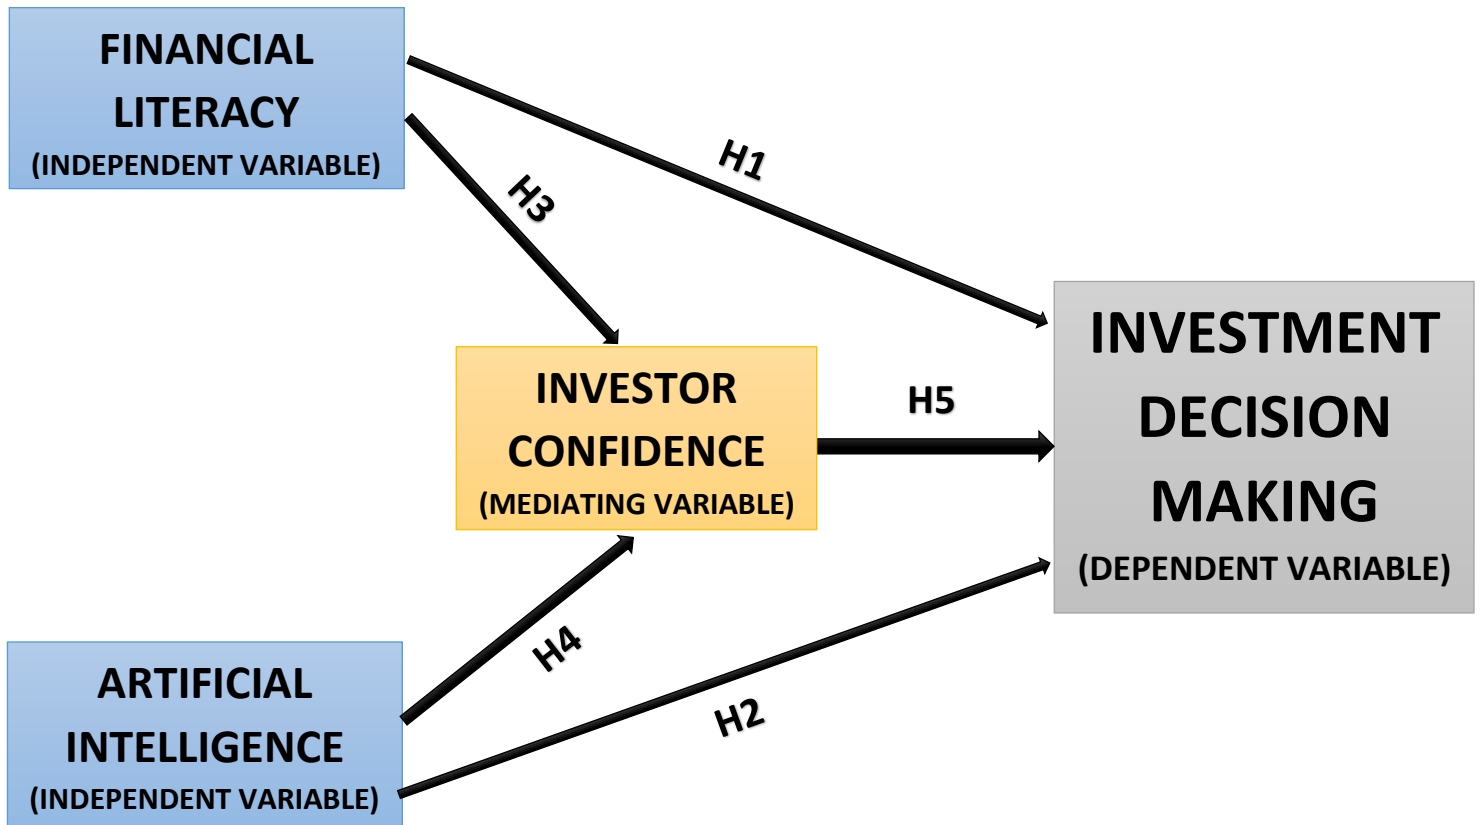 FINANCIAL
LITERACY
(INDEPENDENT VARIABLE)
H1
H3
INVESTOR
CONFIDENCE
(MEDIATING VARIABLE)
H5
INVESTMENT
DECISION
MAKING
(DEPENDENT VARIABLE)
H4
H2
ARTIFICIAL
INTELLIGENCE
(INDEPENDENT VARIABLE)